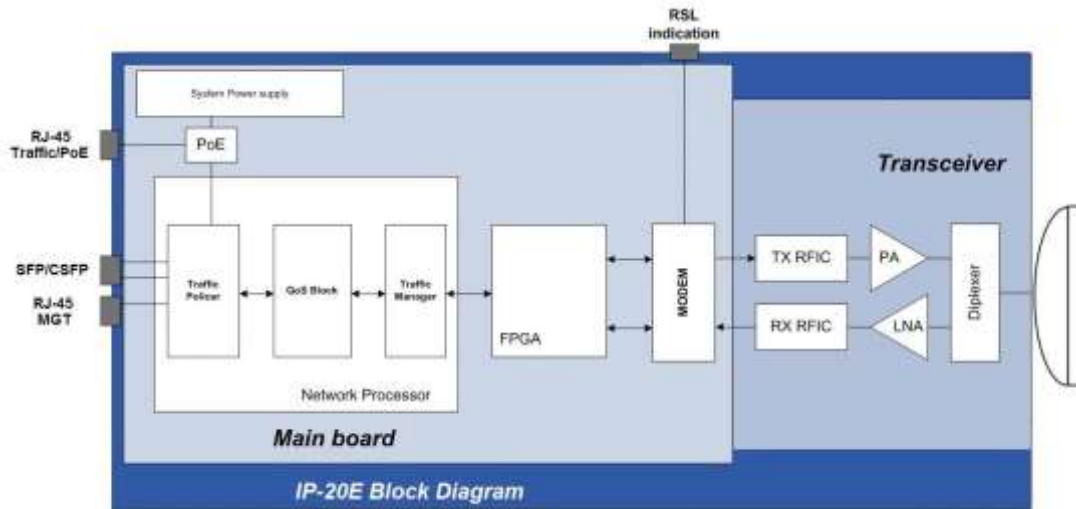 RSL
indication
System Power supply
RJ-45
Traffic/PoE
PoE
Transceiver
SFP/CSFP
RJ-45
MGT
Traffic
Policer
QoS Block
Traffic
Manager
FPGA
MODEM
TX RFIC
PA
RX RFIC
LNA
Diplexer
Network Processor
Main board
IP-20E Block Diagram